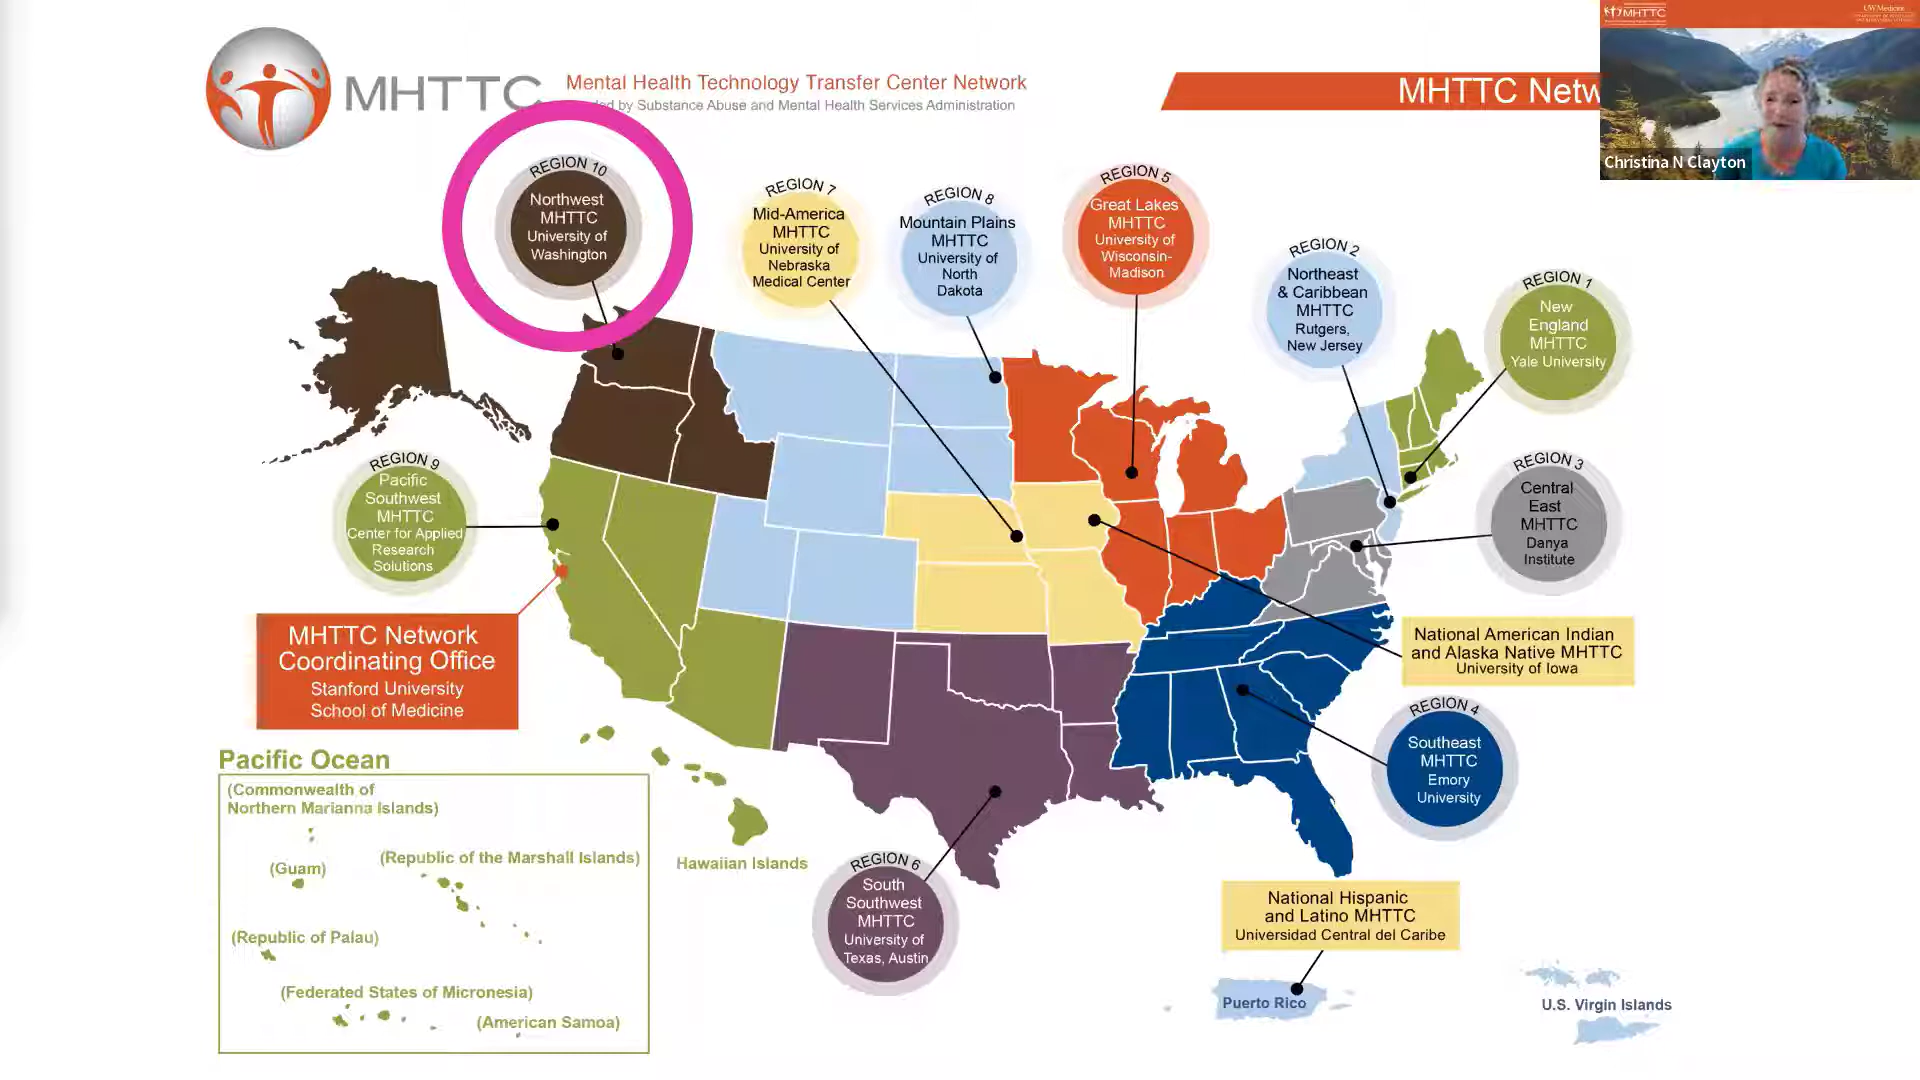 MHTTC
Mental Health Technology Transfer Center Network
by Substance Abuse and Mental Health Services Administration
MHTTC Netw
MHTTC
UW Medicine
Christina N Clayton
REGION 10
Northwest
MHTTC
University of
Washington
REGION 7
Mid-America
MHTTC
University of
Nebraska
Medical Center
REGION 8
Mountain Plains
MHTTC
University of
North
Dakota
REGION 5
Great Lakes
MHTTC
University of
Wisconsin-
Madison
REGION 2
Northeast
& Caribbean
MHTTC
Rutgers,
New Jersey
REGION 1
New
England
MHTTC
Yale University
REGION 9
Pacific
Southwest
MHTTC
Center for Applied
Research
Solutions
REGION 3
Central
East
MHTTC
Danya
Institute
MHTTC Network
Coordinating Office
Stanford University
School of Medicine
National American Indian
and Alaska Native MHTTC
University of Iowa
REGION 4
Southeast
MHTTC
Emory
University
Pacific Ocean
(Commonwealth of
Northern Marianna Islands)
(Guam)
(Republic of the Marshall Islands)
(Republic of Palau)
(Federated States of Micronesia)
(American Samoa)
Hawaiian Islands
REGION 6
South
Southwest
MHTTC
University of
Texas, Austin
National Hispanic
and Latino MHTTC
Universidad Central del Caribe
Puerto Rico
U.S. Virgin Islands